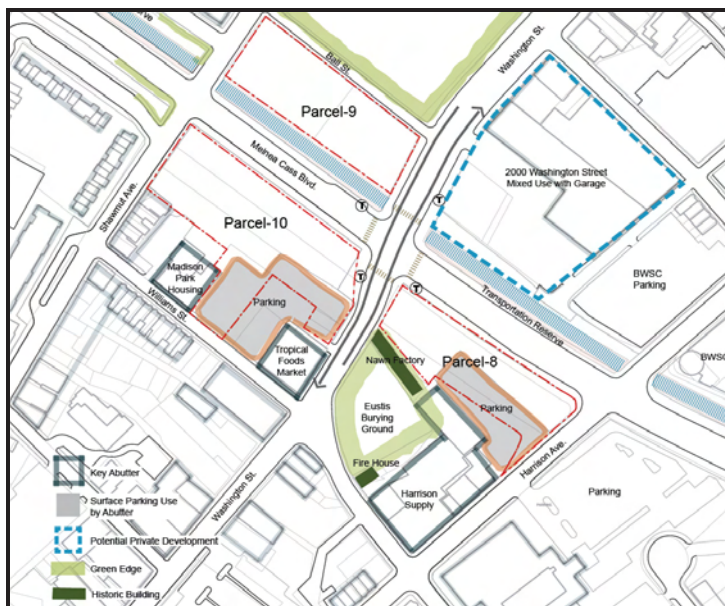 Ball St.
Washington St.
Parcel-9
Melnea Cass Blvd.
2000 Washington Street
Mixed Use with Garage
Shawmut Ave.
Parcel-10
T
T
T
T
BWSC
Parking
Madison
Park
Housing
Williams St.
Parking
Transportation Reserve
Tropical
Foods
Market
Nawn Factory
Parcel-8
BWSC
Parking
Eustis
Burying
Ground
Harrison Ave.
Fire House
Harrison
Supply
Parking
Washington St.
Key Abutter
Surface Parking Use
by Abutter
Potential Private Development
Green Edge
Historic Building